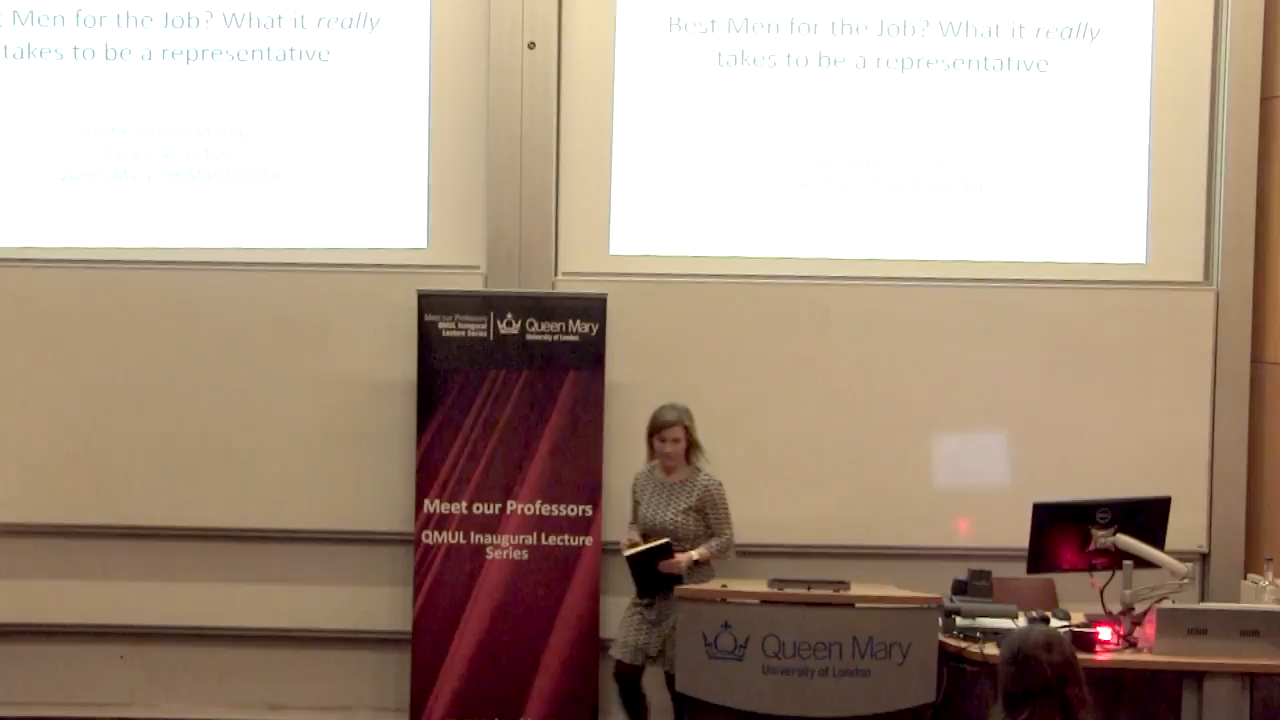 Men for the Job? What it really
takes to be a representative
Best Men for the Job? What it really
takes to be a representative
Meet our Professors
QMUL Inaugural
Lecture Series
Queen Mary
University of London
Meet our Professors
QMUL Inaugural Lecture
Series
Queen Mary
University of London
DELL